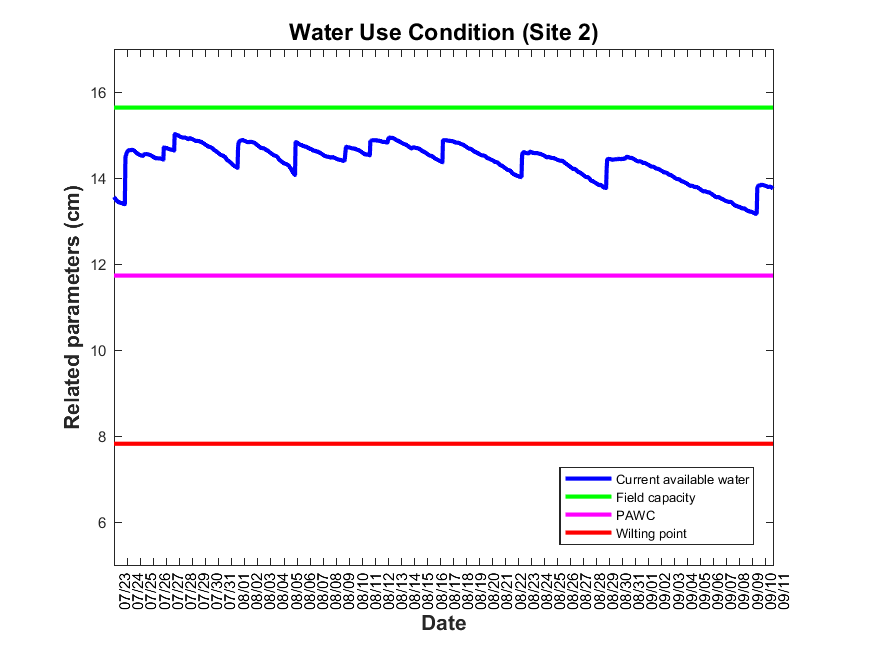 Water Use Condition (Site 2)
Related parameters (cm)
16
14
12
10
8
6
Current available water
Field capacity
PAWC
Wilting point
07/23 07/24 07/25 07/26 07/27 07/28 07/29 07/30 07/31 08/01 08/02 08/03 08/04 08/05 08/06 08/07 08/08 08/09 08/10 08/11 08/12 08/13 08/14 08/15 08/16 08/17 08/18 08/19 08/20 08/21 08/22 08/23 08/24 08/25 08/26 08/27 08/28 08/29 08/30 08/31 09/01 09/02 09/03 09/04 09/05 09/06 09/07 09/08 09/09 09/10 09/11
Date